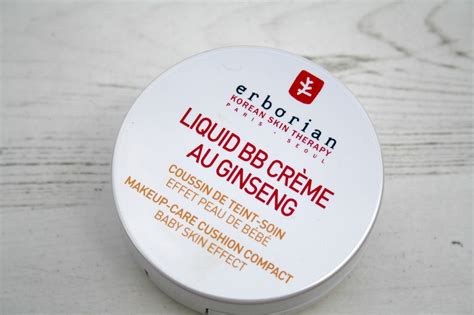 erborian
KOREAN SKIN THERAPY
PARIS - SEOUL
LIQUID BB CRÈME
AU GINSENG
COUSSIN DE TEINT-SOIN
EFFET PEAU DE BÉBÉ
MAKEUP-CARE CUSHION COMPACT
BABY SKIN EFFECT